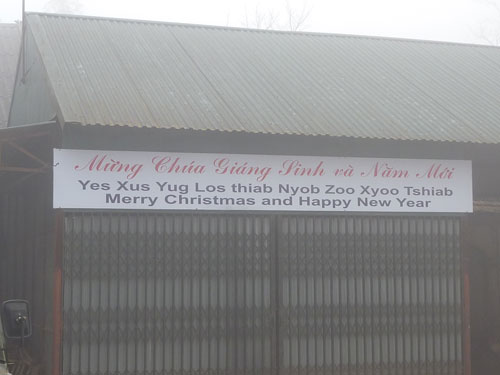 Mừng Chúa Giáng Sinh và Năm Mới
Yes Xus Yug Los thiab Nyob Zoo Xyoo Tshiab
Merry Christmas and Happy New Year